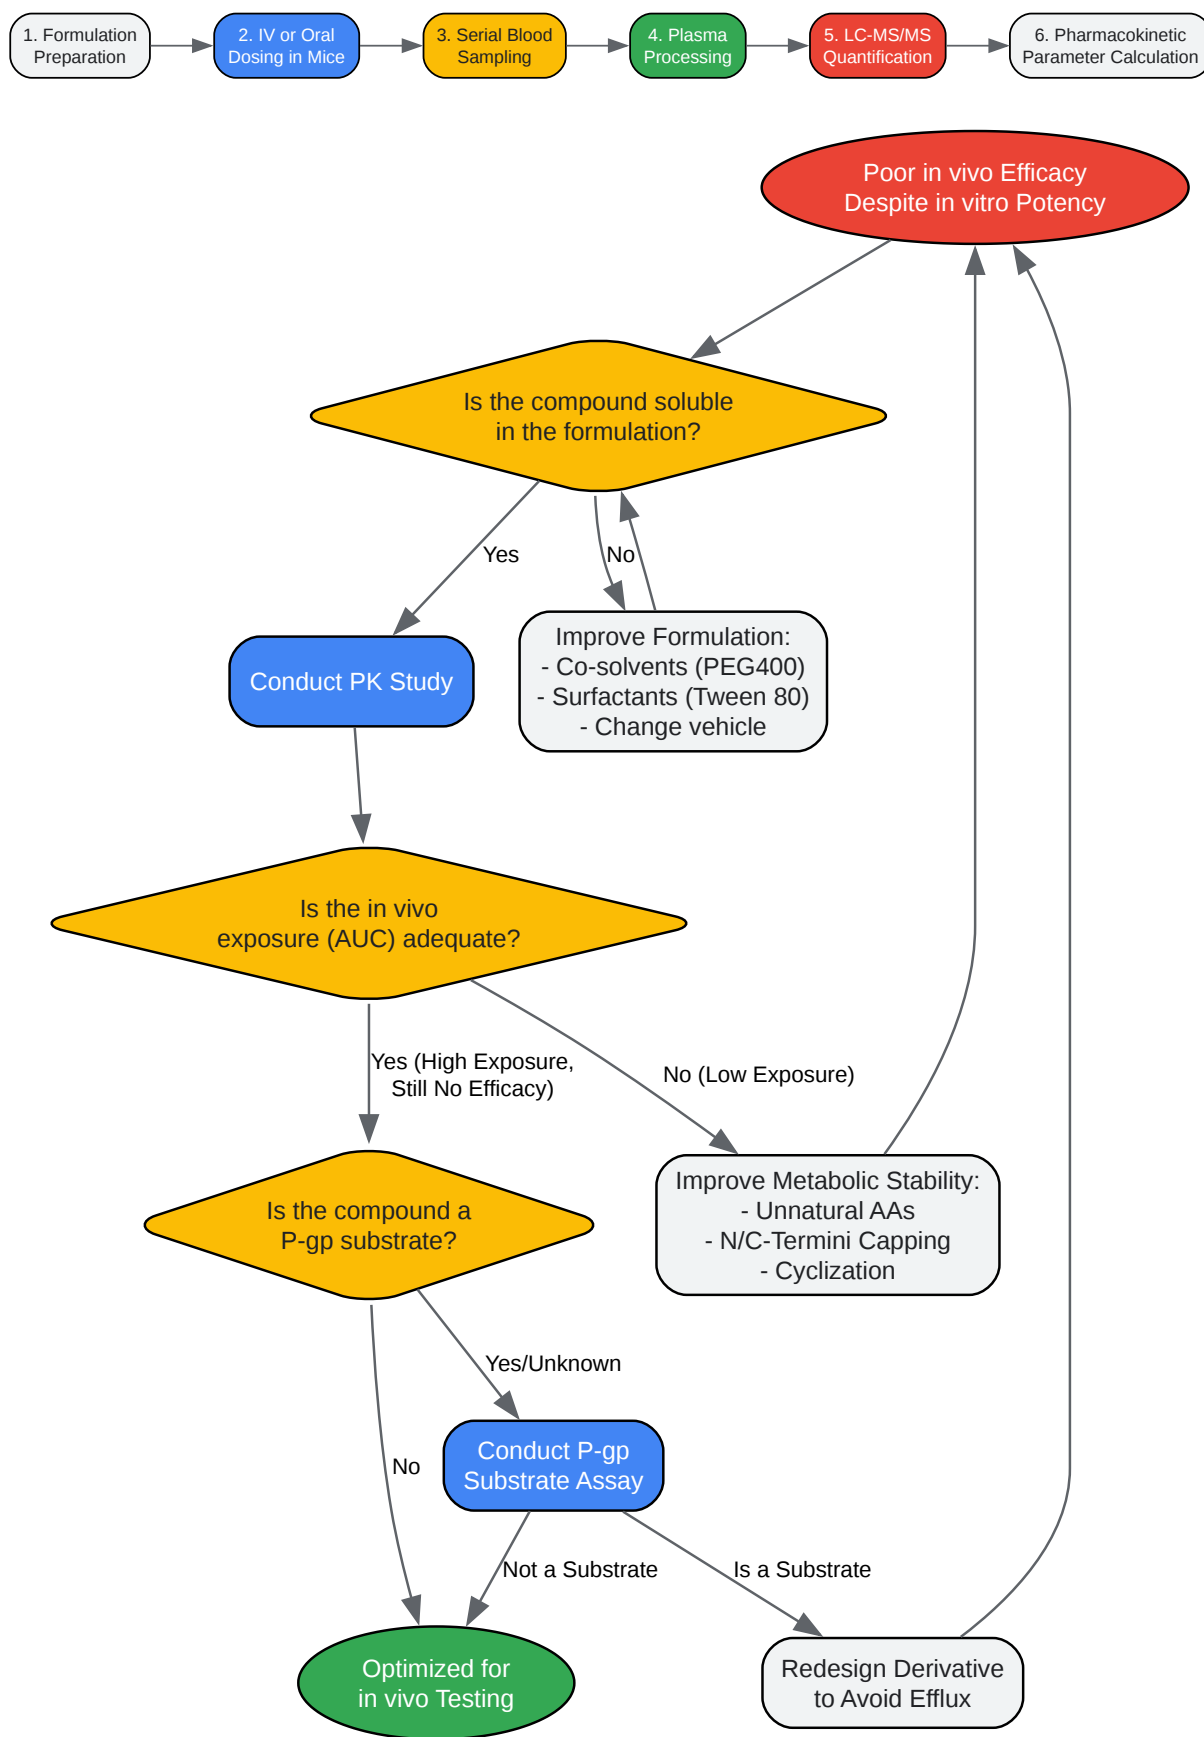 1. Formulation
Preparation
2. IV or Oral
Dosing in Mice
3. Serial Blood
Sampling
4. Plasma
Processing
5. LC-MS/MS
Quantification
6. Pharmacokinetic
Parameter Calculation
Poor in vivo Efficacy
Despite in vitro Potency
Is the compound soluble
in the formulation?
Yes
No
Conduct PK Study
Improve Formulation:
- Co-solvents (PEG400)
- Surfactants (Tween 80)
- Change vehicle
Is the in vivo
exposure (AUC) adequate?
Yes (High Exposure,
Still No Efficacy)
No (Low Exposure)
Is the compound a
P-gp substrate?
Improve Metabolic Stability:
- Unnatural AAs
- N/C-Termini Capping
- Cyclization
Yes/Unknown
No
Conduct P-gp
Substrate Assay
Not a Substrate
Is a Substrate
Optimized for
in vivo Testing
Redesign Derivative
to Avoid Efflux